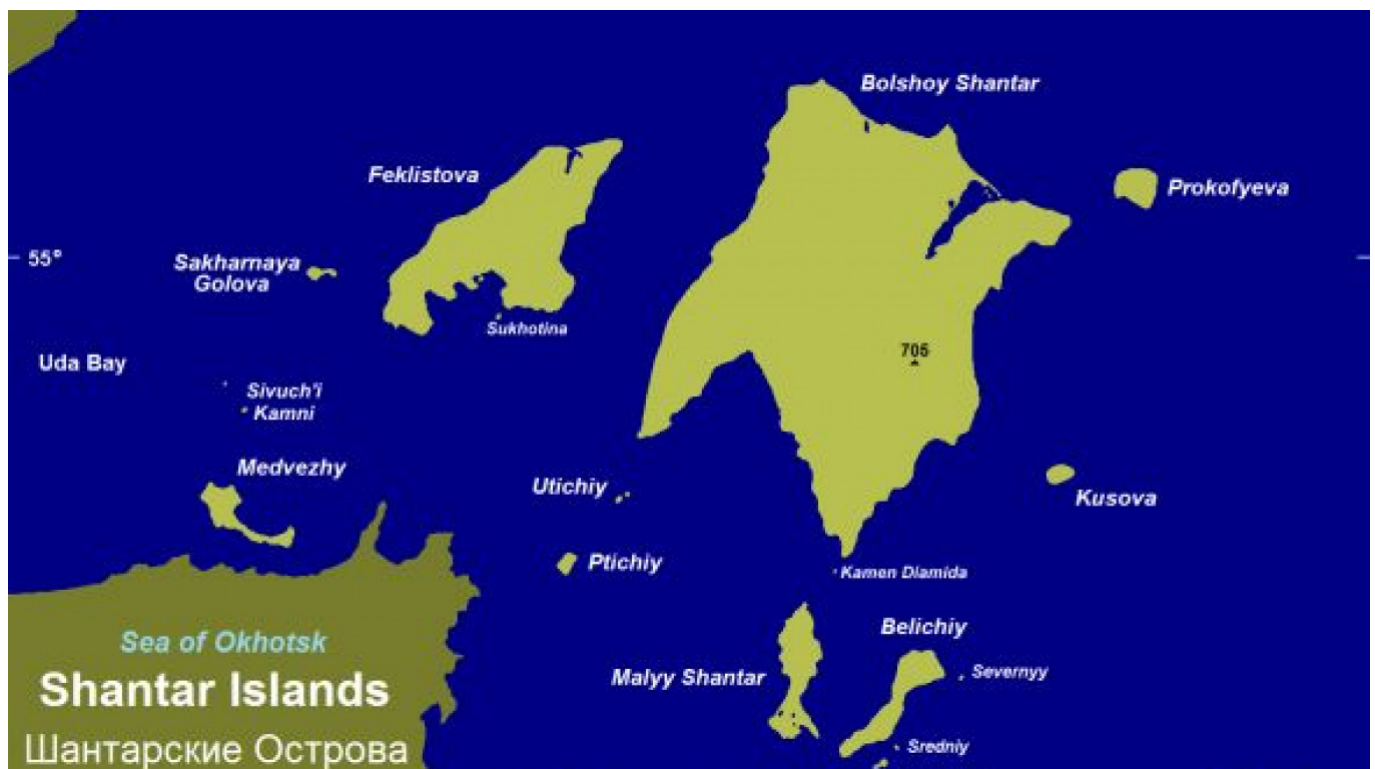 Bolshoy Shantar
Feklistova
Prokofyeva
55°
Sakharnaya
Golova
Sukhotina
705
Uda Bay
Sivuch'i
Kamni
Medvezhy
Utichiy
Kusova
Ptichiy
Kamen Diamida
Belichiy
Sea of Okhotsk
Malyy Shantar
Severnyy
Shantar Islands
Sredniy
Шантарские Острова